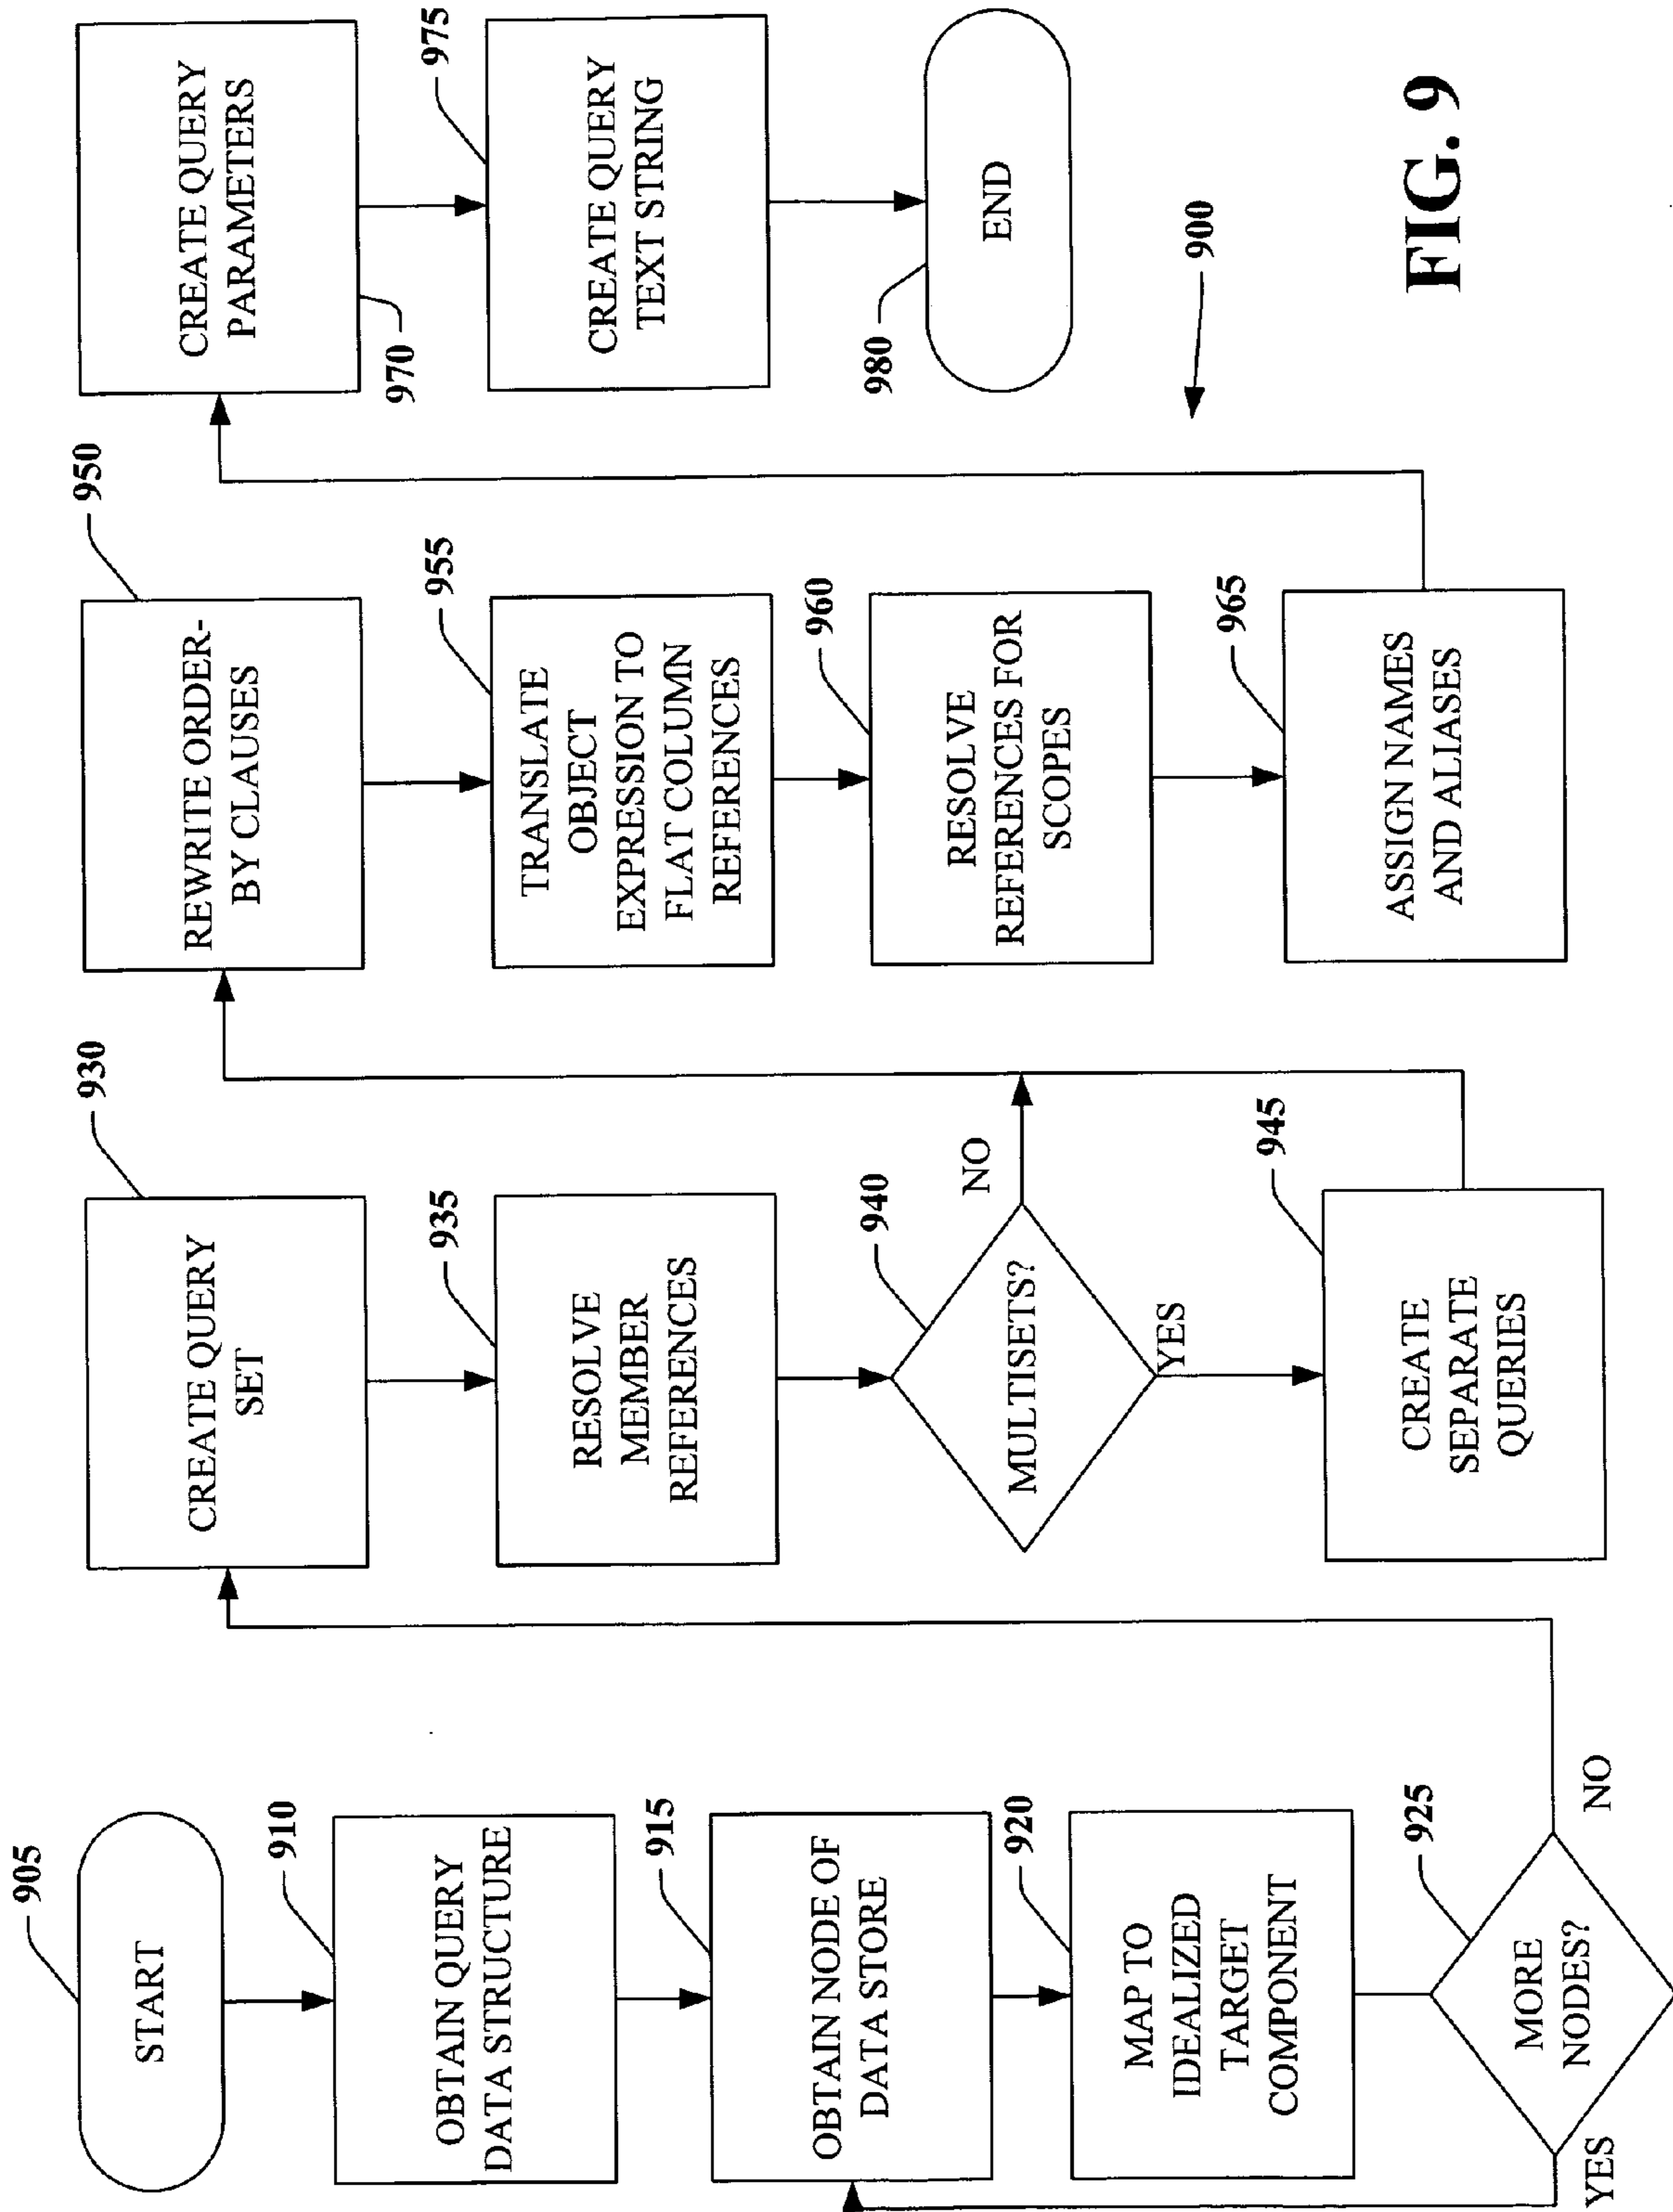 905
START
910
OBTAIN QUERY
DATA STRUCTURE
915
OBTAIN NODE OF
DATA STORE
920
MAP TO
IDEALIZED
TARGET
COMPONENT
925
MORE
NODES?
YES
NO
930
CREATE QUERY
SET
935
RESOLVE
MEMBER
REFERENCES
940
MULTISETS?
NO
YES
945
CREATE
SEPARATE
QUERIES
950
REWRITE ORDER-
BY CLAUSES
955
TRANSLATE
OBJECT
EXPRESSION TO
FLAT COLUMN
REFERENCES
960
RESOLVE
REFERENCES FOR
SCOPES
965
ASSIGN NAMES
AND ALIASES
CREATE QUERY
PARAMETERS
970
975
CREATE QUERY
TEXT STRING
980
END
900
FIG. 9